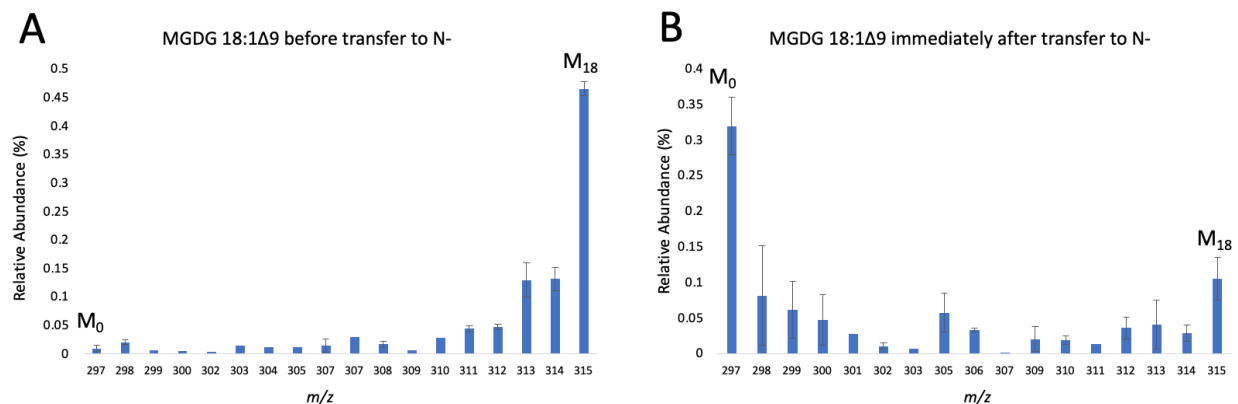 A
MGDG 18:1Δ9 before transfer to N-
Relative Abundance (%)
0.5
0.45
0.4
0.35
0.3
0.25
0.2
0.15
0.1
0.05
0
M0
M18
297 298 299 300 302 303 304 305 307 307 308 309 310 311 312 313 314 315
m/z
B
MGDG 18:1Δ9 immediately after transfer to N-
Relative Abundance (%)
0.4
0.35
0.3
0.25
0.2
0.15
0.1
0.05
0
M0
M18
297 298 299 300 301 302 303 305 306 307 309 310 311 312 313 314 315
m/z